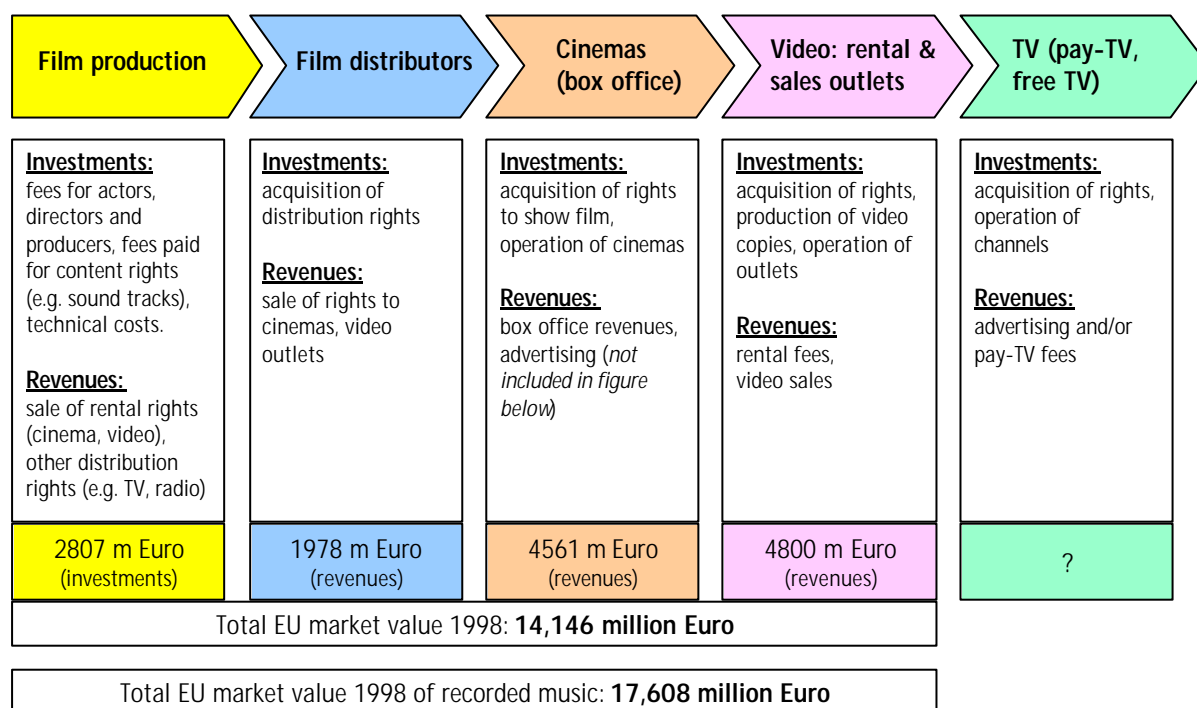 Film production
Film distributors
Cinemas
(box office)
Video: rental &
sales outlets
TV (pay-TV,
free TV)
Investments:
fees for actors,
directors and
producers, fees paid
for content rights
(e.g. sound tracks),
technical costs.
Revenues:
sale of rental rights
(cinema, video),
other distribution
rights (e.g. TV, radio)
Investments:
acquisition of
distribution rights
Revenues:
sale of rights to
cinemas, video
outlets
Investments:
acquisition of rights
to show film,
operation of cinemas
Revenues:
box office revenues,
advertising (not
included in figure
below)
Investments:
acquisition of rights,
production of video
copies, operation of
outlets
Revenues:
rental fees,
video sales
Investments:
acquisition of rights,
operation of
channels
Revenues:
advertising and/or
pay-TV fees
2807 m Euro
(investments)
1978 m Euro
(revenues)
4561 m Euro
(revenues)
4800 m Euro
(revenues)
?
Total EU market value 1998: 14,146 million Euro
Total EU market value 1998 of recorded music: 17,608 million Euro